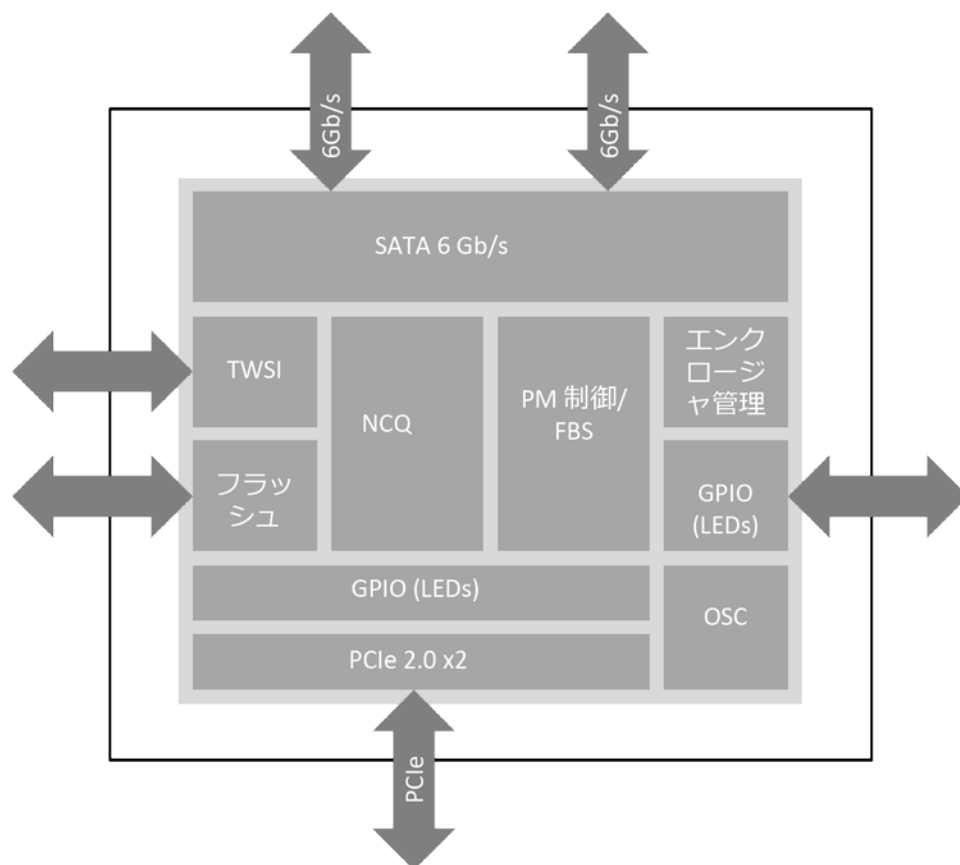 6Gb/s
6Gb/s
SATA 6 Gb/s
TWSI
NCQ
PM 制御/
FBS
エンク
ロージ
ャ管理
フラッ
シュ
GPIO
(LEDs)
GPIO (LEDs)
OSC
PCIe 2.0 x2
PCIe